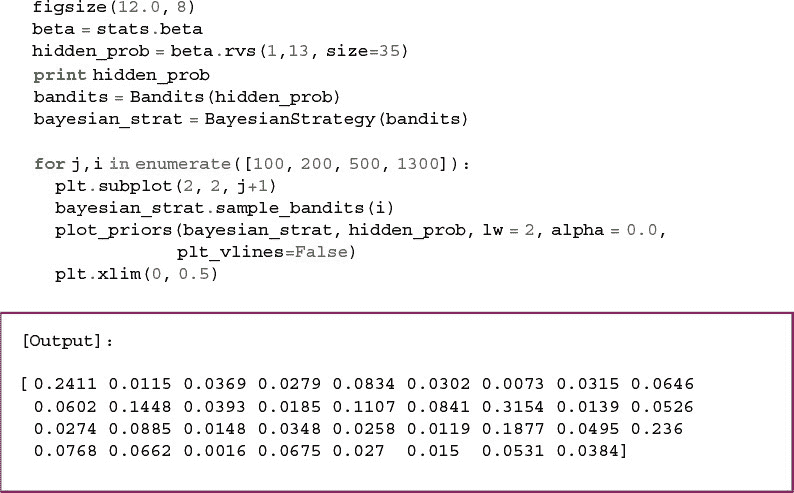 figsize(12.0, 8)
beta = stats.beta
hidden_prob = beta.rvs(1,13, size=35)
print hidden_prob
bandits = Bandits(hidden_prob)
bayesian_strat = BayesianStrategy(bandits)
for j,i in enumerate([100, 200, 500, 1300]):
plt.subplot(2, 2, j+1)
bayesian_strat.sample_bandits(i)
plot_priors(bayesian_strat, hidden_prob, lw = 2, alpha = 0.0,
plt_vlines=False)
plt.xlim(0, 0.5)
[Output]:
[ 0.2411 0.0115 0.0369 0.0279 0.0834 0.0302 0.0073 0.0315 0.0646
0.0602 0.1448 0.0393 0.0185 0.1107 0.0841 0.3154 0.0139 0.0526
0.0274 0.0885 0.0148 0.0348 0.0258 0.0119 0.1877 0.0495 0.236
0.0768 0.0662 0.0016 0.0675 0.027 0.015 0.0531 0.0384]